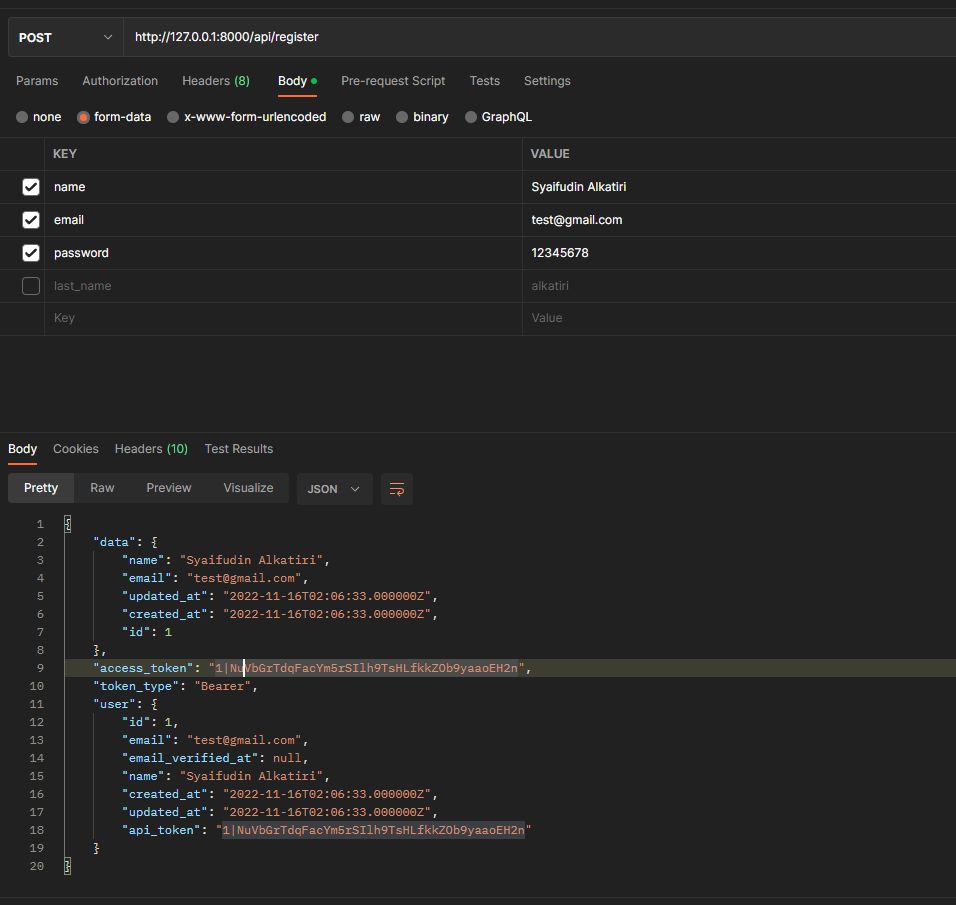 POST http://127.0.0.1:8000/api/register
Params Authorization Headers (8) Body Pre-request Script Tests Settings
none form-data x-www-form-urlencoded raw binary GraphQL
KEY VALUE
name Syaifudin Alkatiri
email test@gmail.com
password 12345678
last_name alkatiri
Key Value
Body Cookies Headers (10) Test Results
Pretty Raw Preview Visualize JSON
1 {
2 "data": {
3 "name": "Syaifudin Alkatiri",
4 "email": "test@gmail.com",
5 "updated_at": "2022-11-16T02:06:33.000000Z",
6 "created_at": "2022-11-16T02:06:33.000000Z",
7 "id": 1
8 },
9 "access_token": "1|NuVbGrTdqFacYm5rSIlh9TsHLfkkZOb9yaaoEH2n",
10 "token_type": "Bearer",
11 "user": {
12 "id": 1,
13 "email": "test@gmail.com",
14 "email_verified_at": null,
15 "name": "Syaifudin Alkatiri",
16 "created_at": "2022-11-16T02:06:33.000000Z",
17 "updated_at": "2022-11-16T02:06:33.000000Z",
18 "api_token": "1|NuVbGrTdqFacYm5rSIlh9TsHLfkkZOb9yaaoEH2n"
19 }
20 }